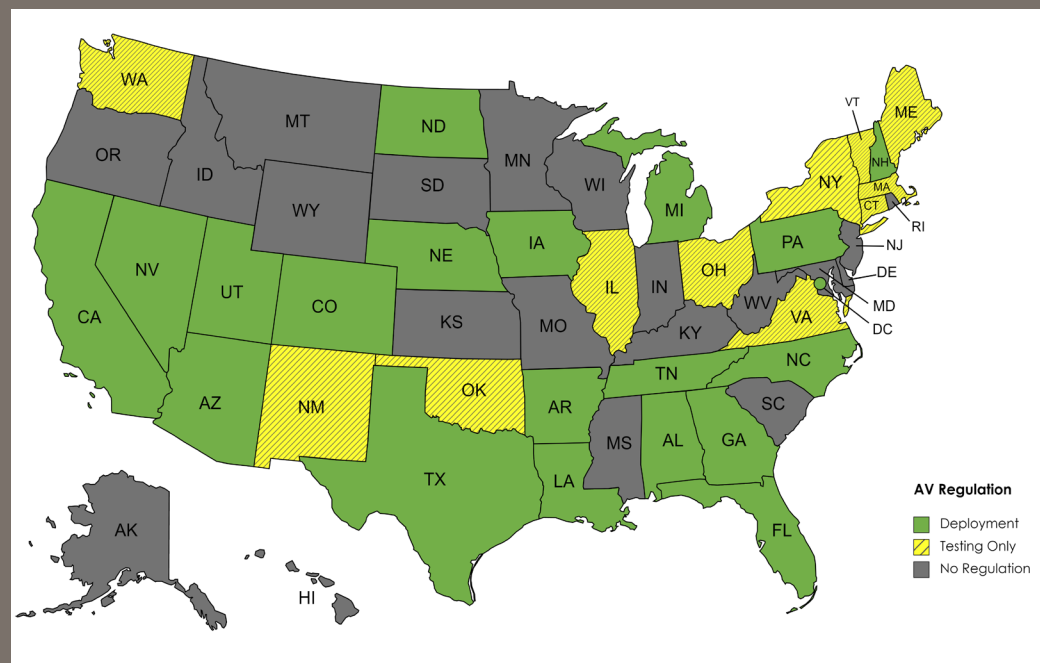 WA
MT
ND
MN
OR
ID
SD
WI
WY
MI
VT
ME
NH
NY
MA
CT
RI
NJ
NV
UT
CO
NE
IA
IL
IN
OH
PA
DE
MD
DC
WV
VA
CA
KS
MO
KY
AZ
NM
OK
AR
TN
NC
SC
MS
AL
GA
TX
LA
FL
AK
HI
AV Regulation
Deployment
Testing Only
No Regulation